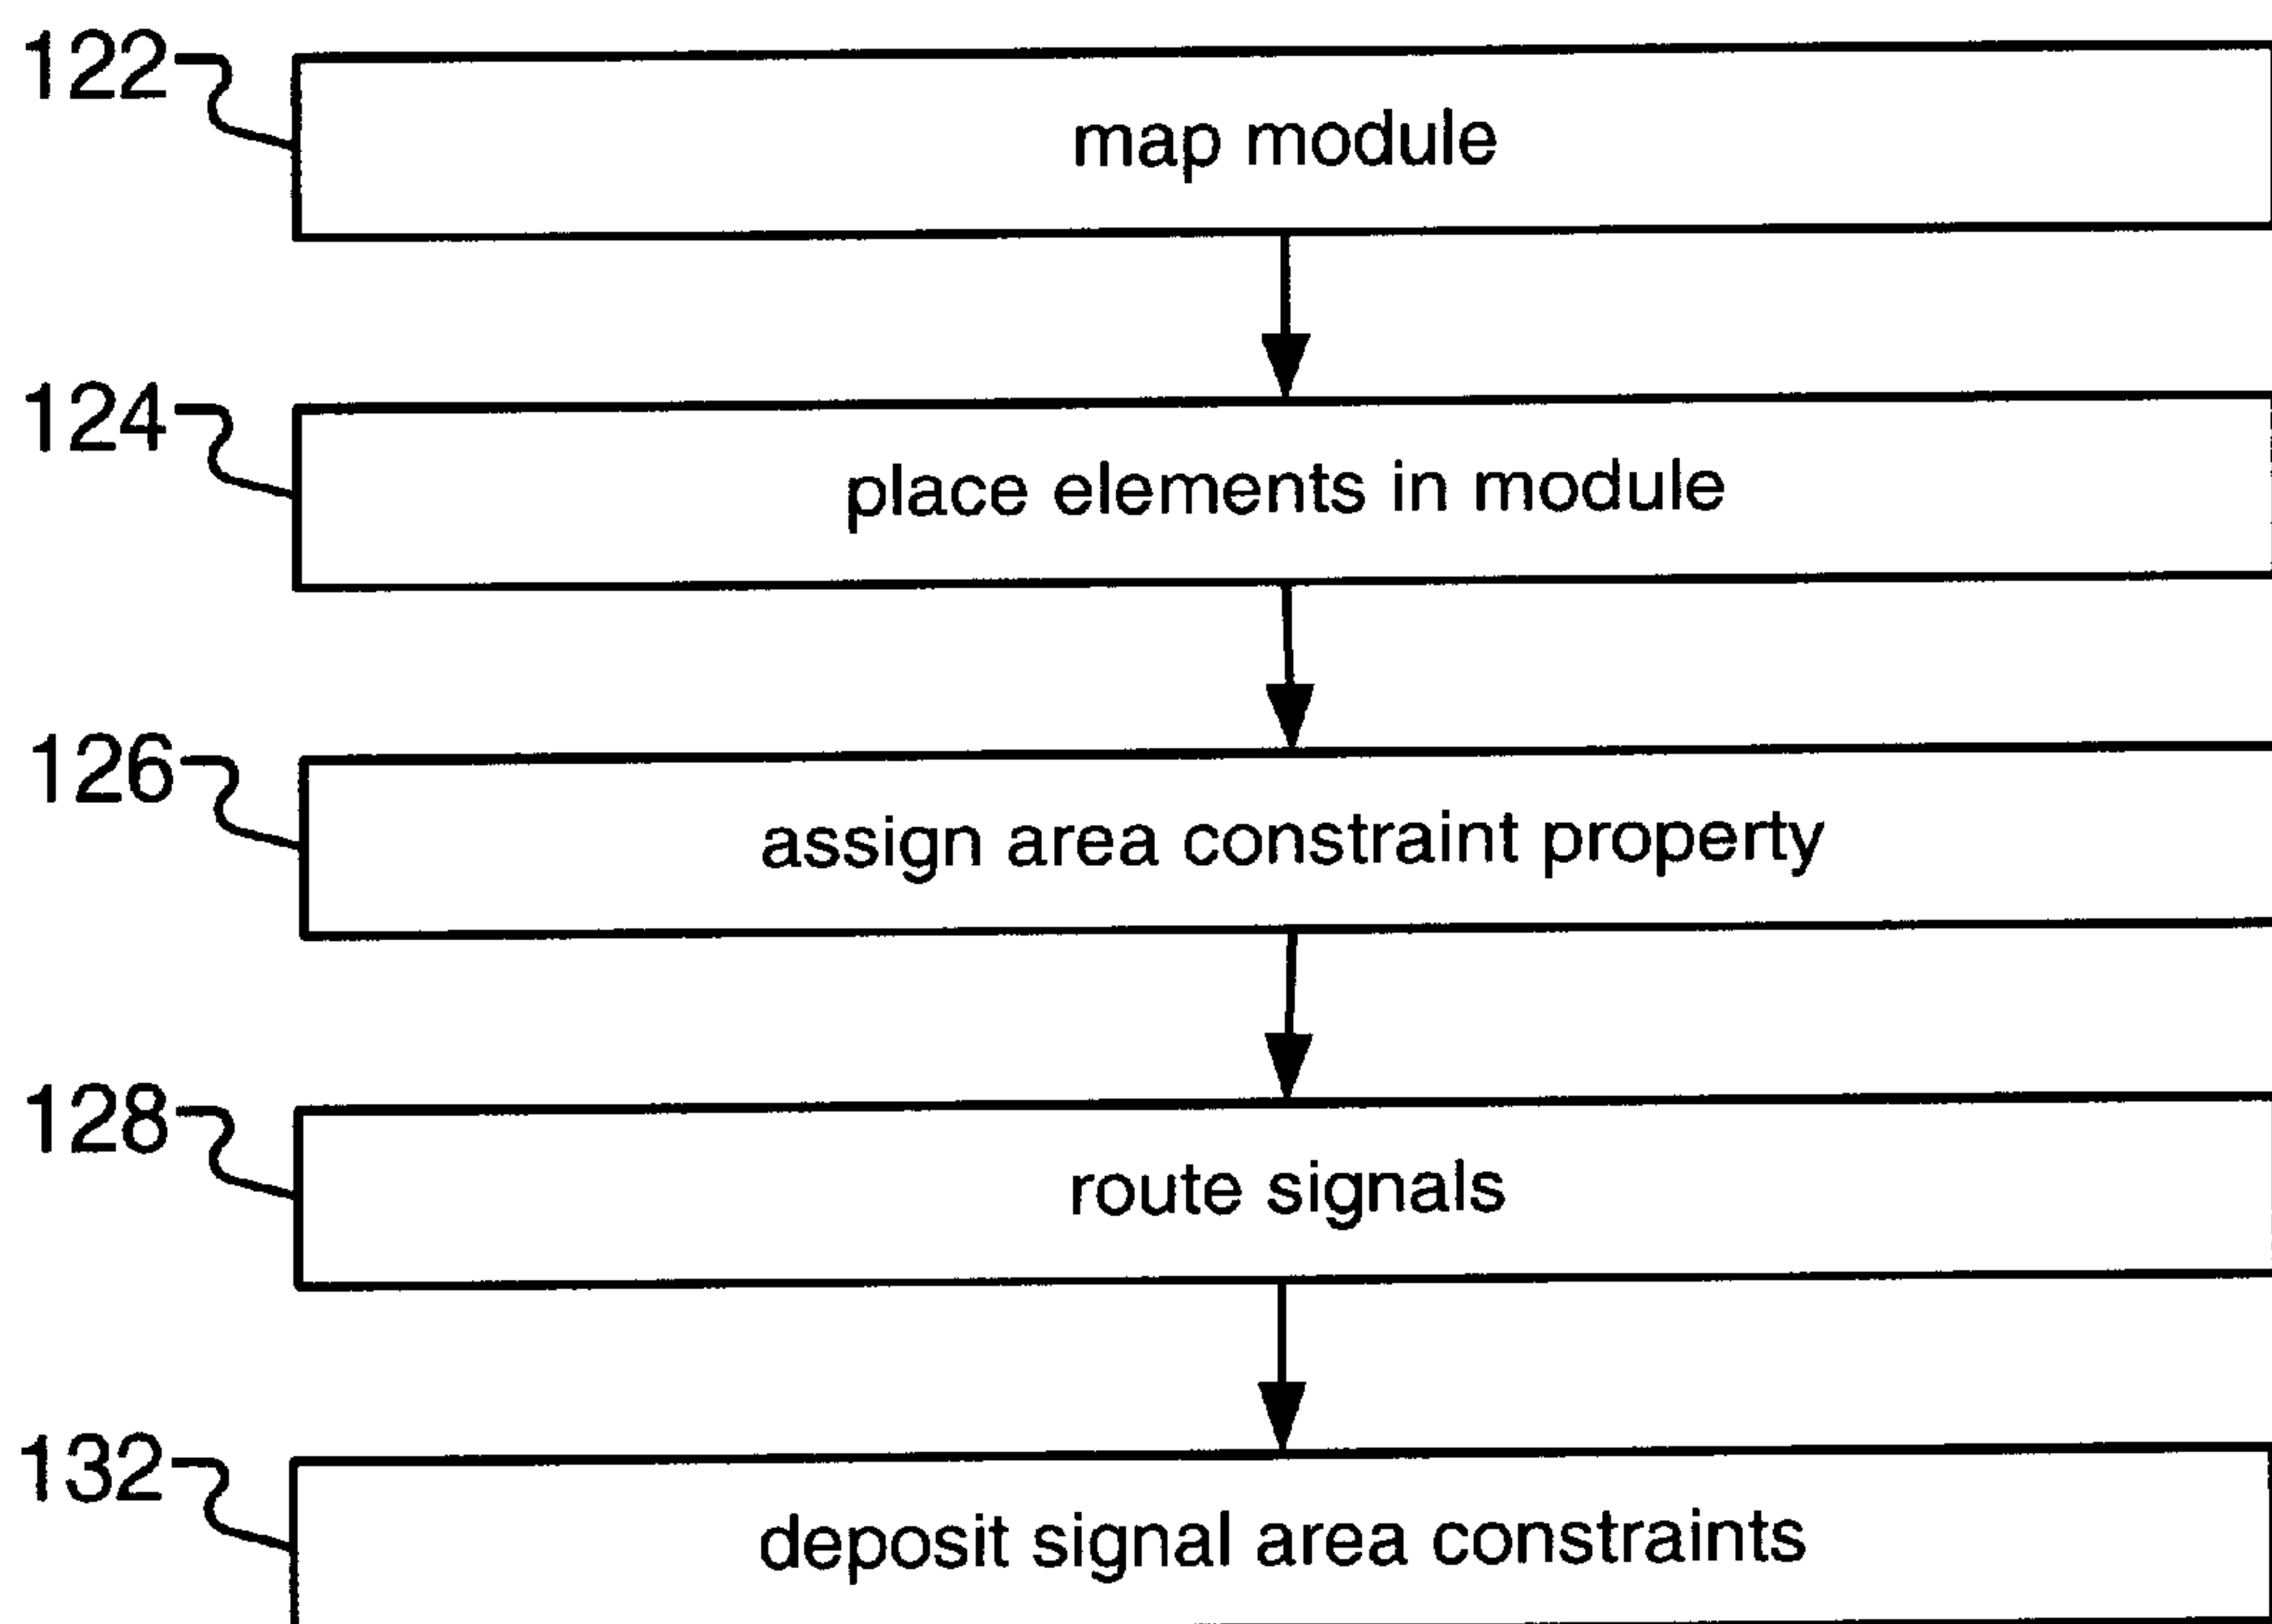 122
map module
124
place elements in module
126
assign area constraint property
128
route signals
132
deposit signal area constraints